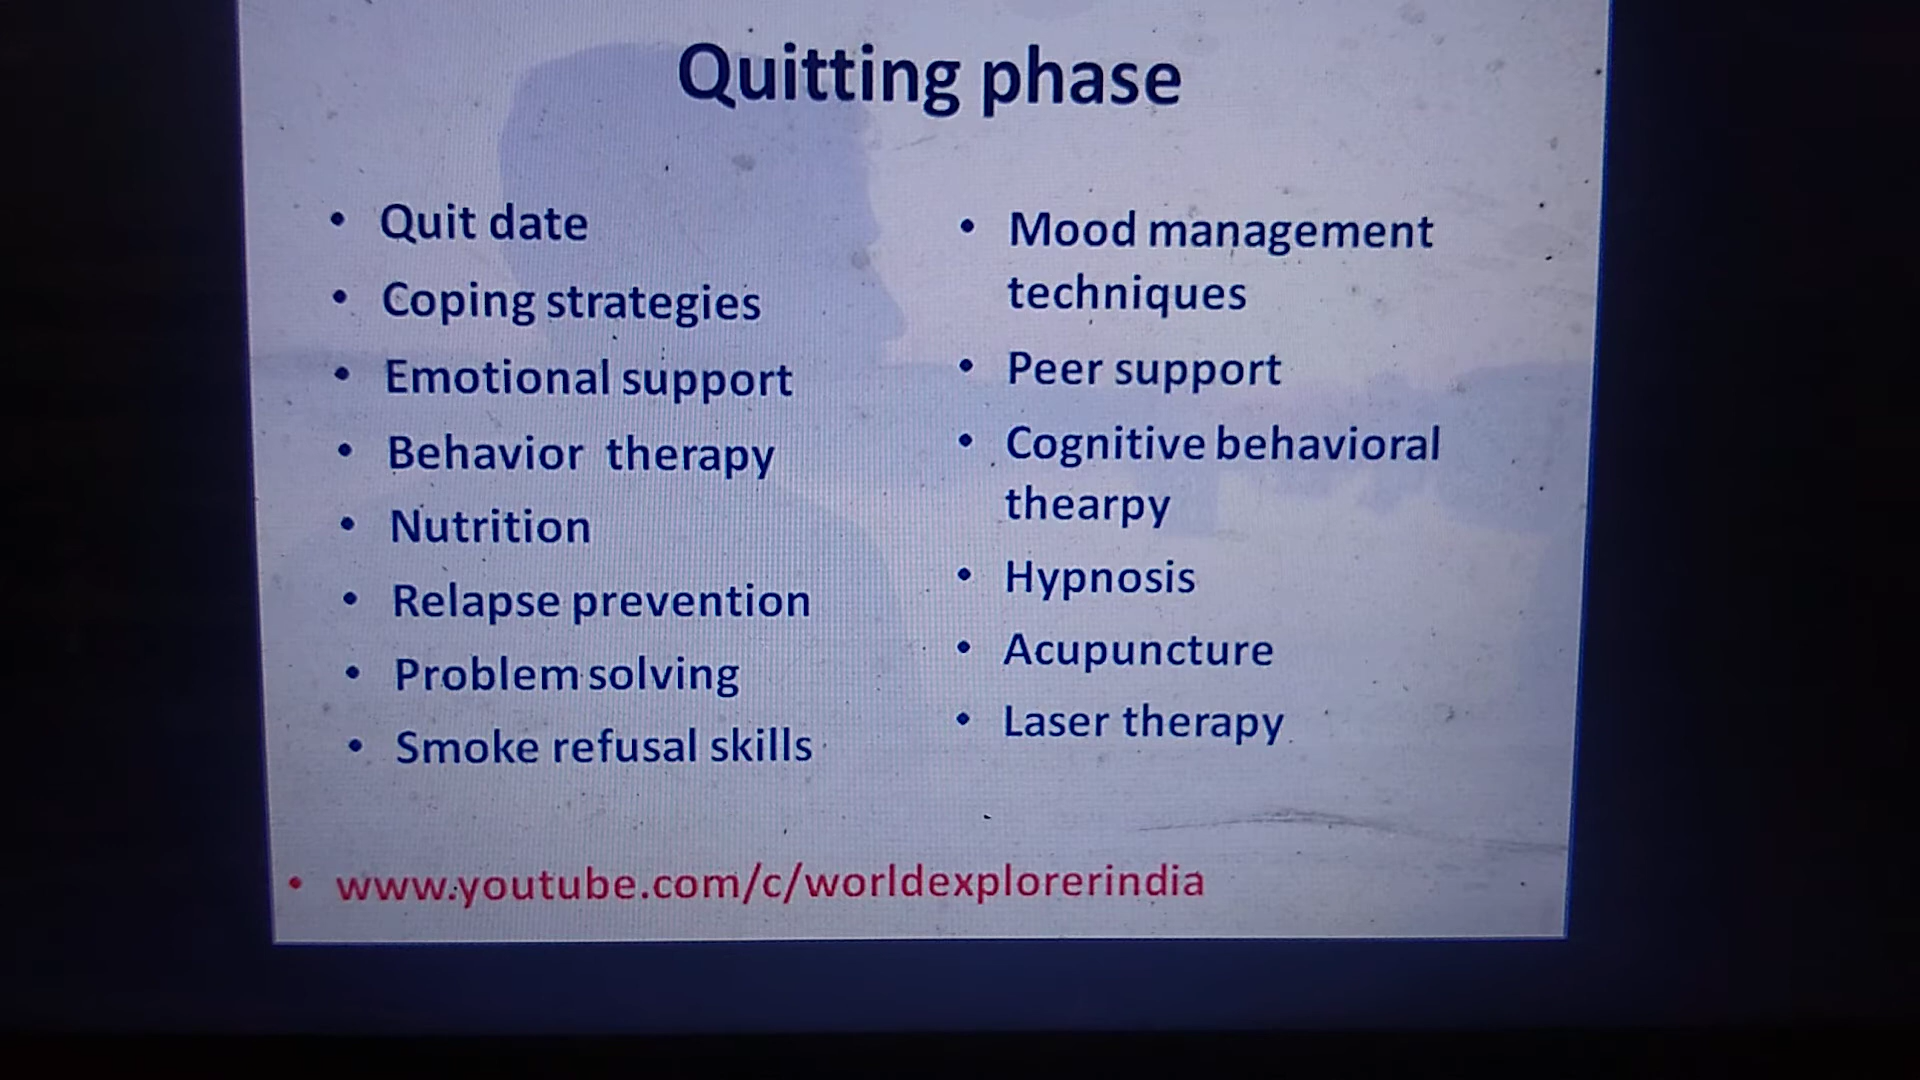 Quitting phase
• Quit date
• Coping strategies
• Emotional support
• Behavior therapy
• Nutrition
• Relapse prevention
• Problem solving
• Smoke refusal skills
• Mood management
techniques
• Peer support
• Cognitive behavioral
thearpy
• Hypnosis
• Acupuncture
• Laser therapy
• www.youtube.com/c/worldexplorerindia